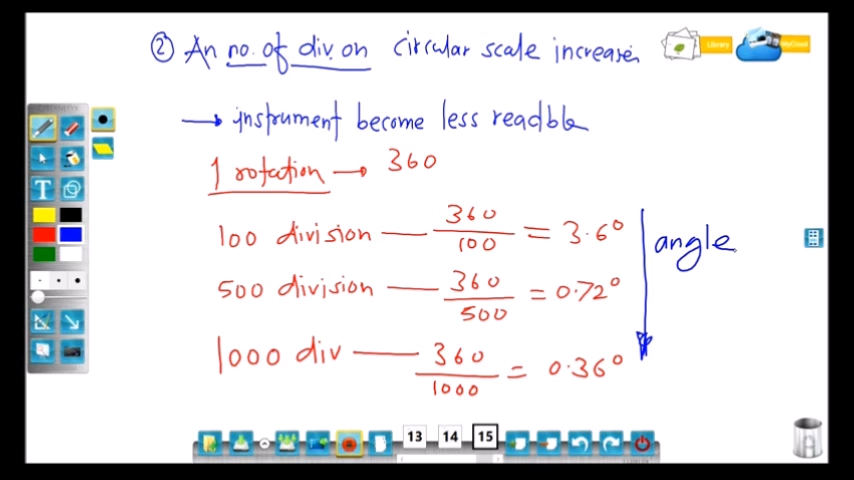 ② An no. of div. on circular scale increases
Library
MyCloud
→ instrument become less readble
1 rotation → 360
100 division — 360/100 = 3.6°
angle
500 division — 360/500 = 0.72°
1000 div — 360/1000 = 0.36°
T
13 14 15